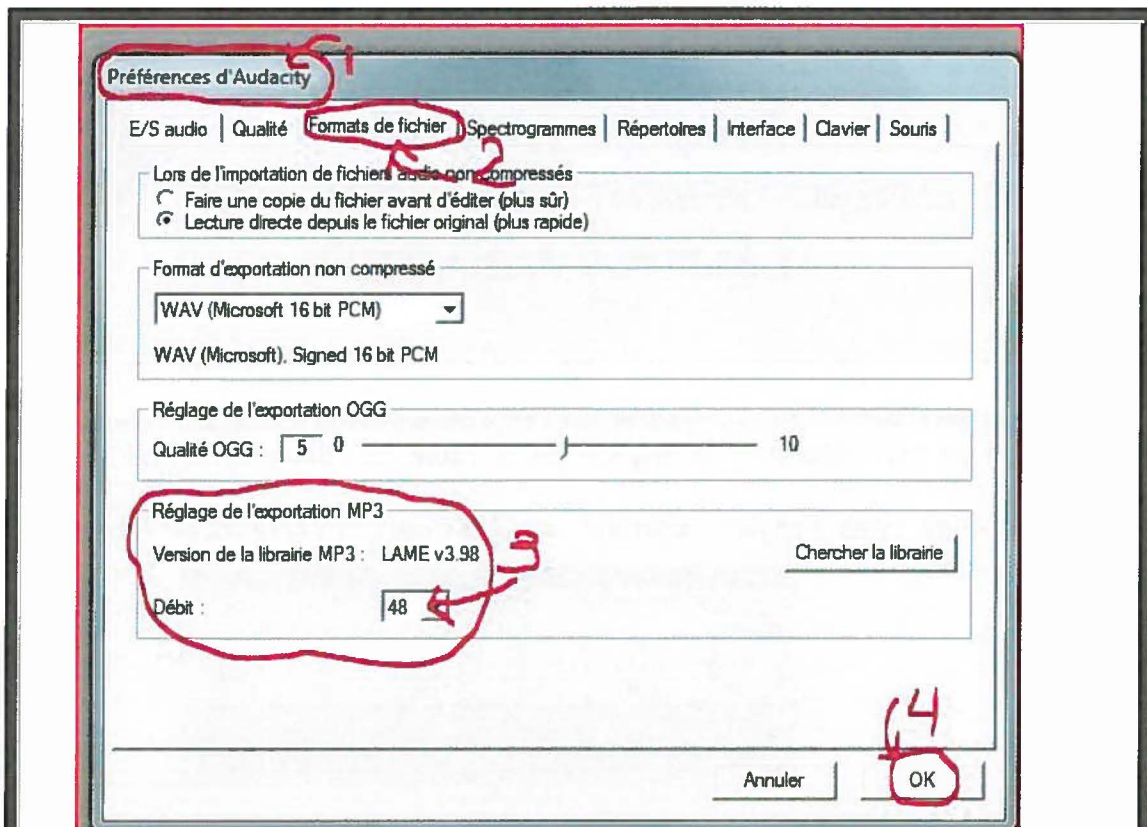 Préférences d'Audacity 1
E/S audio Qualité Formats de fichier Spectrogrammes Répertoires Interface Clavier Souris
2
Lors de l'importation de fichiers audio non compressés
Faire une copie du fichier avant d'éditer (plus sûr)
Lecture directe depuis le fichier original (plus rapide)
Format d'exportation non compressé
WAV (Microsoft 16 bit PCM)
WAV (Microsoft), Signed 16 bit PCM
Réglage de l'exportation OGG
Qualité OGG : 5 0 10
Réglage de l'exportation MP3
Version de la librairie MP3 : LAME v3.98 3 Chercher la librairie
Débit : 48
4
Annuler OK